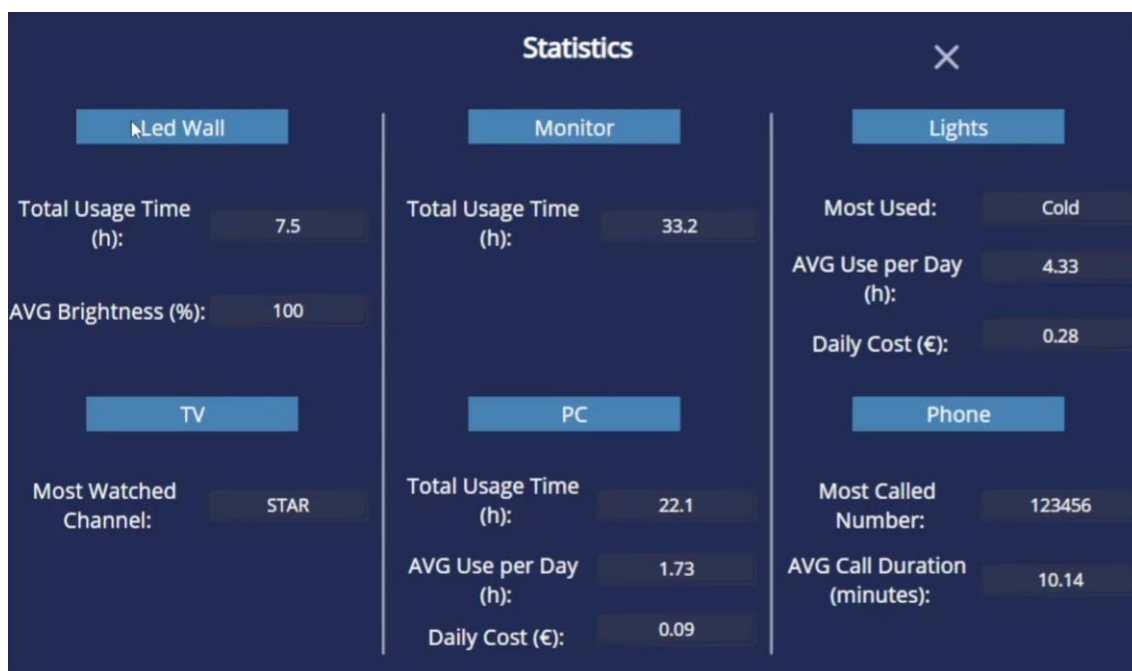 Statistics
Led Wall
Total Usage Time
(h):
7.5
AVG Brightness (%):
100
Monitor
Total Usage Time
(h):
33.2
Lights
Most Used:
Cold
AVG Use per Day
(h):
4.33
Daily Cost (€):
0.28
TV
Most Watched
Channel:
STAR
PC
Total Usage Time
(h):
22.1
AVG Use per Day
(h):
1.73
Daily Cost (€):
0.09
Phone
Most Called
Number:
123456
AVG Call Duration
(minutes):
10.14